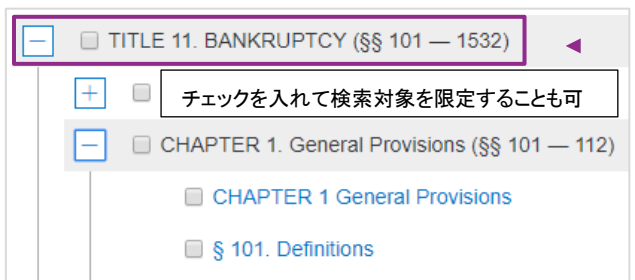 TITLE 11. BANKRUPTCY (§§ 101 — 1532)
チェックを入れて検索対象を限定することも可
CHAPTER 1. General Provisions (§§ 101 — 112)
CHAPTER 1 General Provisions
§ 101. Definitions